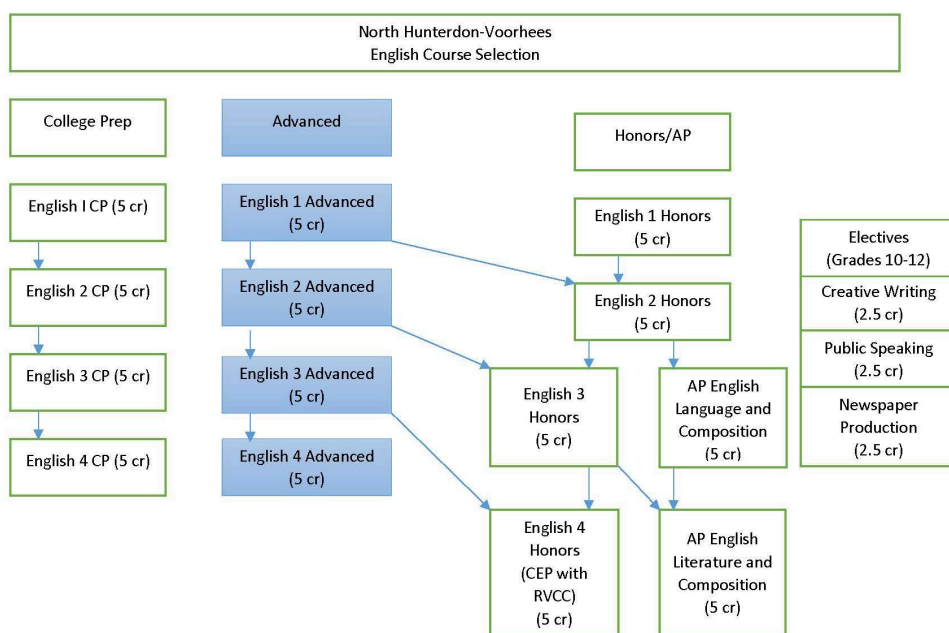 North Hunterdon-Voorhees
English Course Selection
College Prep
Advanced
Honors/AP
English I CP (5 cr)
English 2 CP (5 cr)
English 3 CP (5 cr)
English 4 CP (5 cr)
English 1 Advanced
(5 cr)
English 2 Advanced
(5 cr)
English 3 Advanced
(5 cr)
English 4 Advanced
(5 cr)
English 1 Honors
(5 cr)
English 2 Honors
(5 cr)
English 3
Honors
(5 cr)
AP English
Language and
Composition
(5 cr)
English 4
Honors
(CEP with
RVCC)
(5 cr)
AP English
Literature and
Composition
(5 cr)
Electives
(Grades 10-12)
Creative Writing
(2.5 cr)
Public Speaking
(2.5 cr)
Newspaper
Production
(2.5 cr)